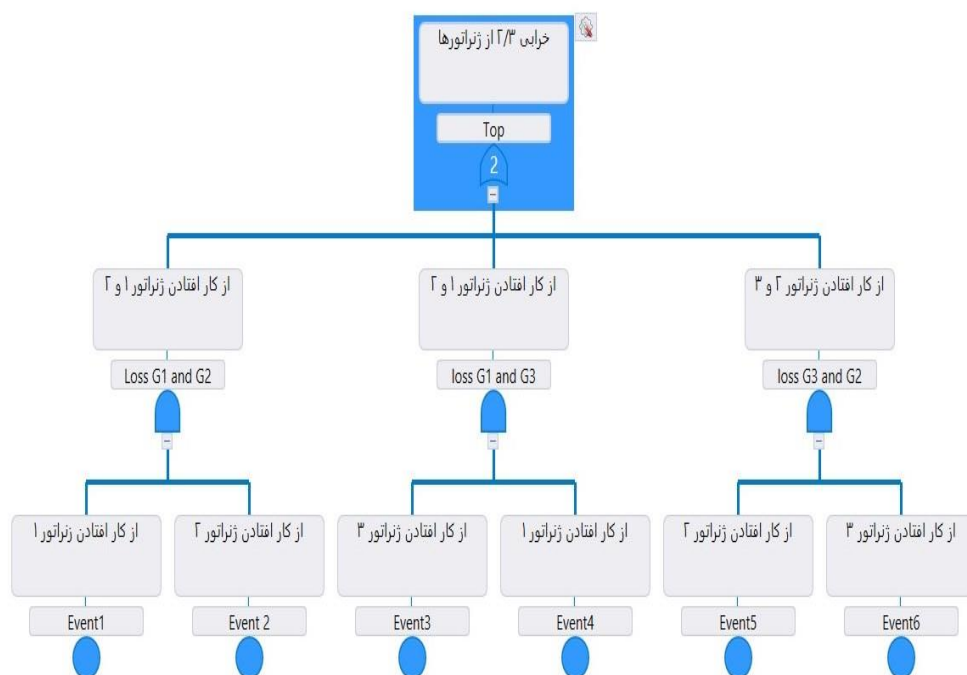 خرابی ۲/۳ از ژنراتورها
Top
2
از کار افتادن ژنراتور ۱ و ۲
از کار افتادن ژنراتور ۱ و ۲
از کار افتادن ژنراتور ۲ و ۳
Loss G1 and G2
loss G1 and G3
loss G3 and G2
از کار افتادن زنراتور ۱
از کار افتادن ژنراتور ۲
از کار افتادن ژنراتور ۳
از کار افتادن ژنراتور ۱
از کار افتادن ژنراتور ۲
از کار افتادن ژنراتور ۳
Event1
Event 2
Event3
Event4
Event5
Event6